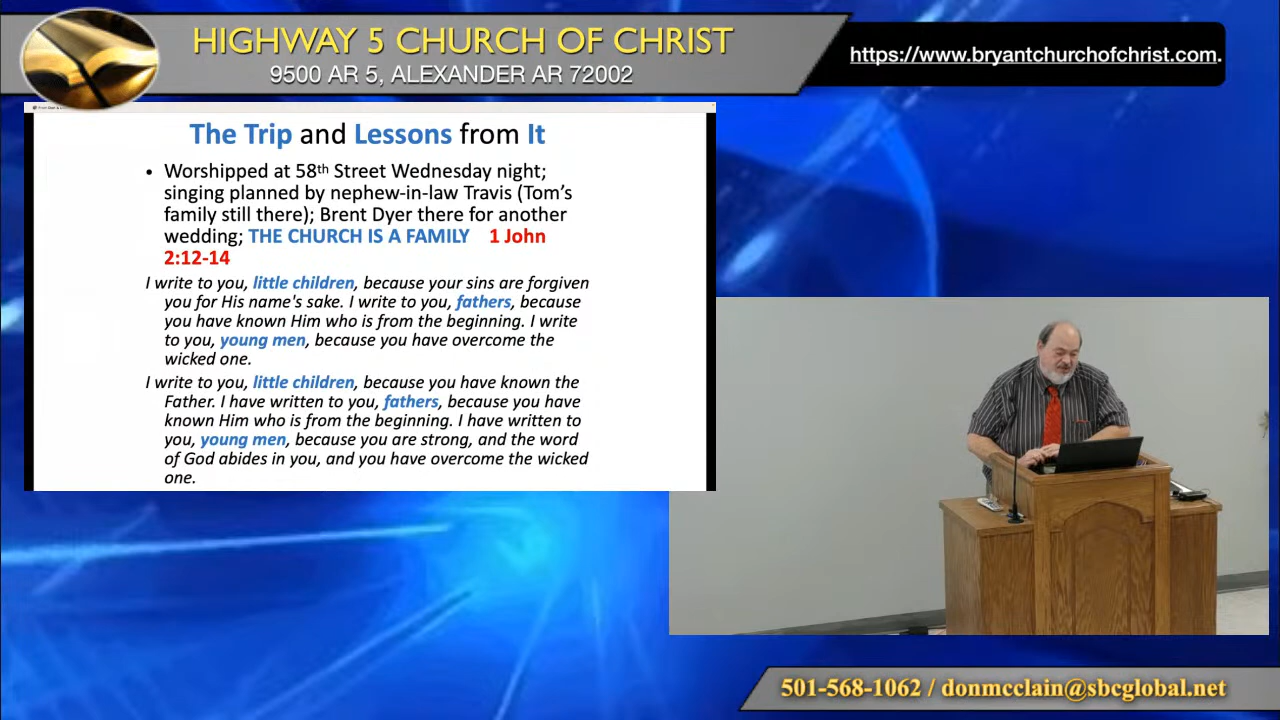 HIGHWAY 5 CHURCH OF CHRIST
9500 AR 5, ALEXANDER AR 72002
https://www.bryantchurchofchrist.com.
The Trip and Lessons from It
• Worshipped at 58th Street Wednesday night;
singing planned by nephew-in-law Travis (Tom's
family still there); Brent Dyer there for another
wedding; THE CHURCH IS A FAMILY 1 John
2:12-14
I write to you, little children, because your sins are forgiven
you for His name's sake. I write to you, fathers, because
you have known Him who is from the beginning. I write
to you, young men, because you have overcome the
wicked one.
I write to you, little children, because you have known the
Father. I have written to you, fathers, because you have
known Him who is from the beginning. I have written to
you, young men, because you are strong, and the word
of God abides in you, and you have overcome the wicked
one.
501-568-1062 / donmcclain@sbcglobal.net